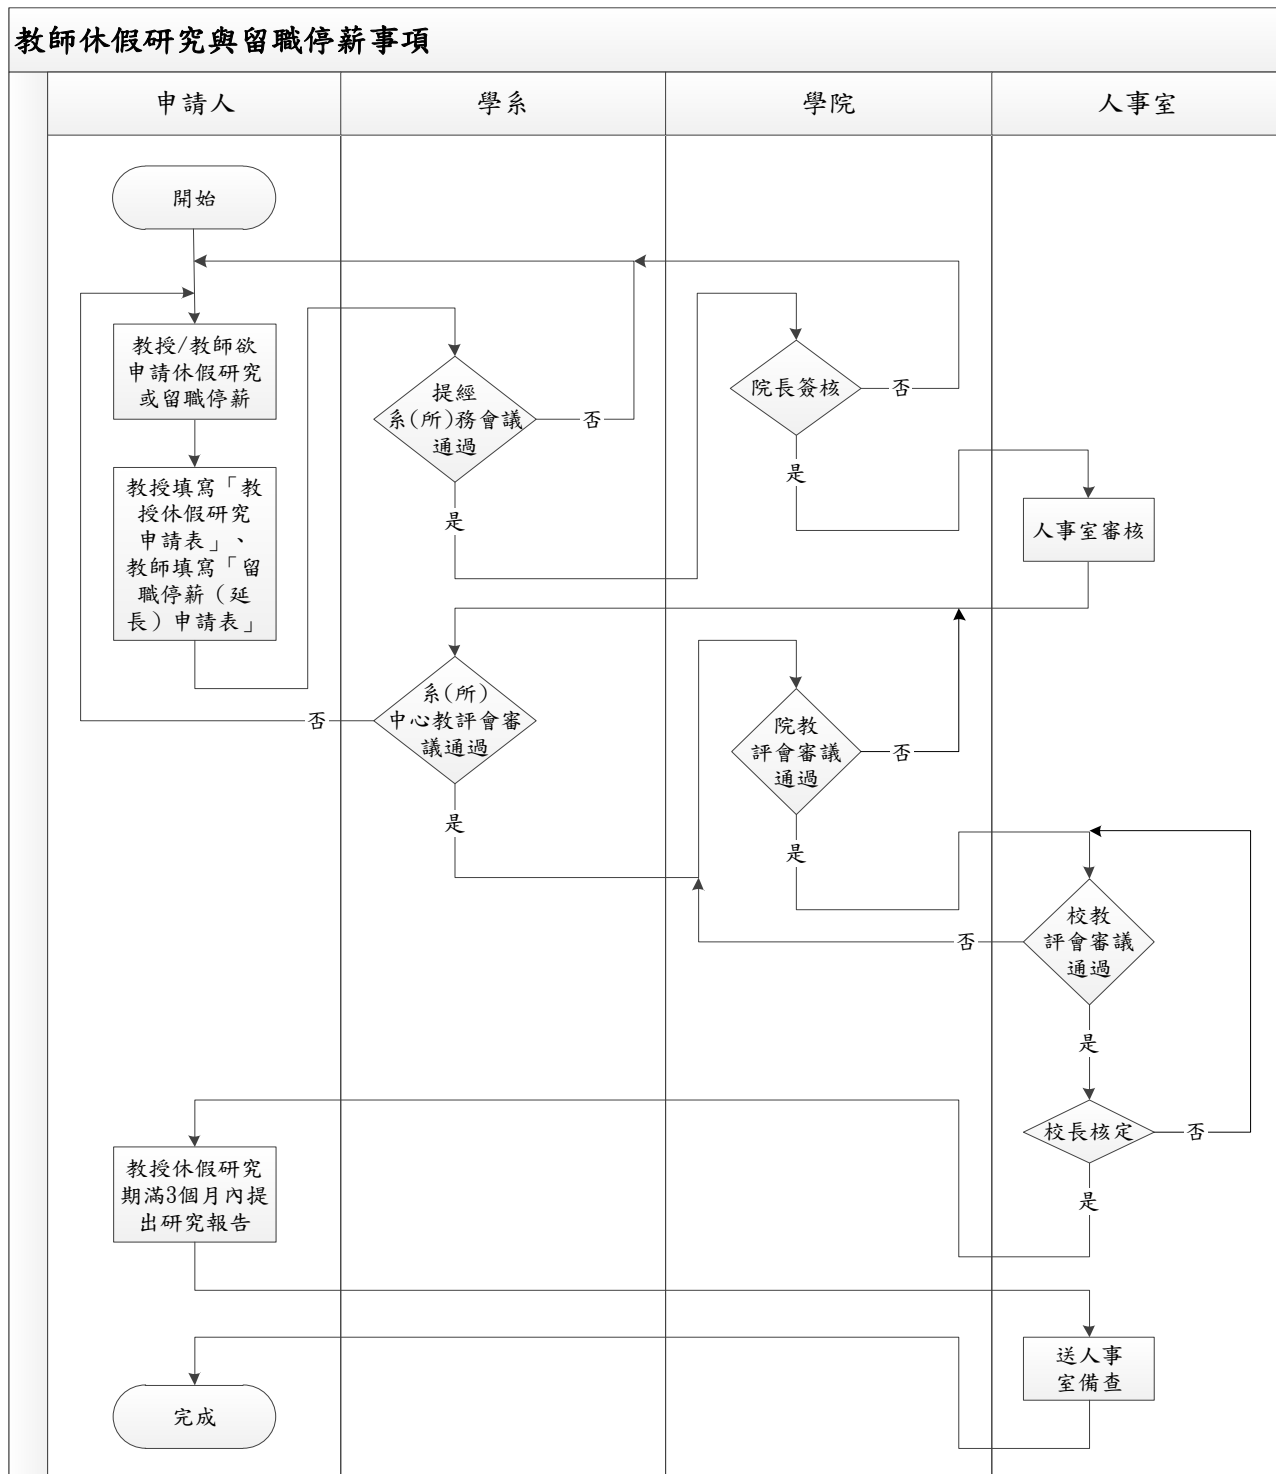 教師休假研究與留職停薪事項
申請人
學系
學院
人事室
開始
教授/教師欲
申請休假研究
或留職停薪
提經
系(所)務會議
通過
否
院長簽核
否
是
教授填寫「教
授休假研究
申請表」、
教師填寫「留
職停薪（延
長）申請表」
是
人事室審核
系(所)
中心教評會審
議通過
否
院教
評會審議
通過
否
是
是
校教
評會審議
通過
否
是
校長核定
否
是
教授休假研究
期滿3個月內提
出研究報告
送人事
室備查
完成